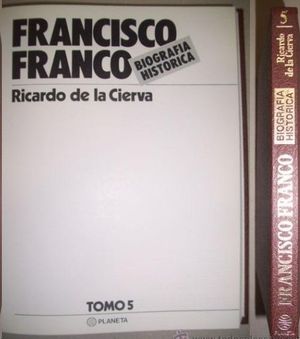 FRANCISCO
FRANCO
BIOGRAFIA
HISTORICA
Ricardo de la Cierva
TOMO 5
PLANETA
5
Ricardo
de la Cierva
BIOGRAFIA
HISTORICA
FRANCISCO FRANCO